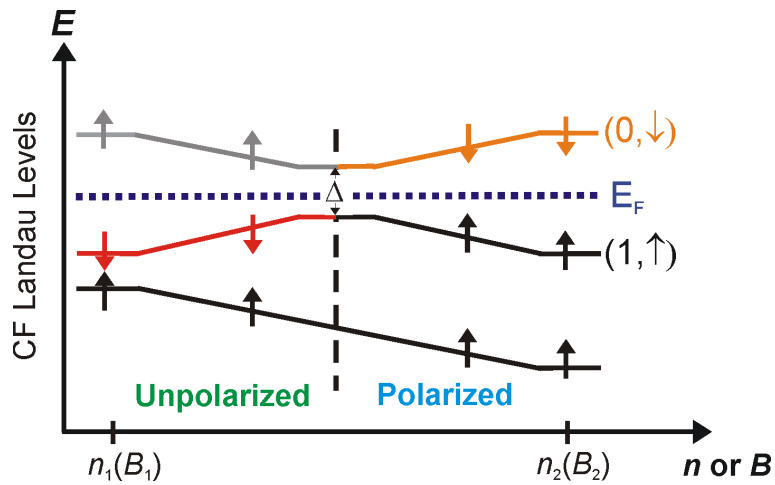 E
CF Landau Levels
(0,↓)
Δ
E_F
(1,↑)
Unpolarized
Polarized
n₁(B₁)
n₂(B₂)
n or B